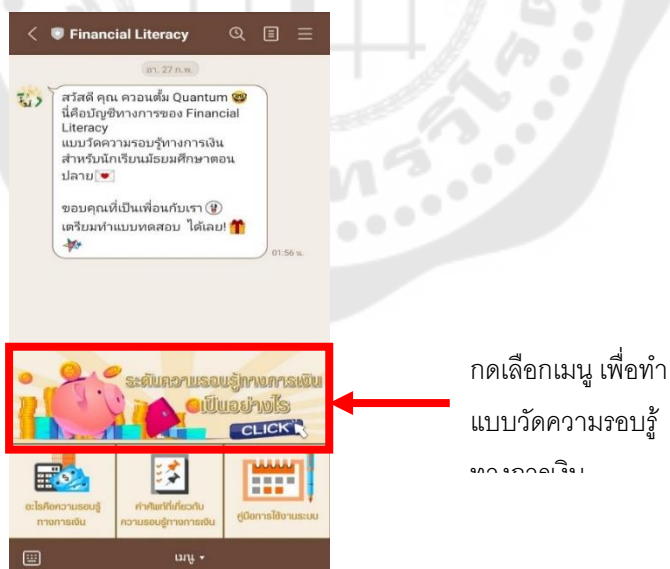 Financial Literacy
อา. 27 ก.พ.
สวัสดี คุณ ควอนตั้ม Quantum
นี่คือบัญชีทางการของ Financial
Literacy
แบบวัดความรอบรู้ทางการเงิน
สำหรับนักเรียนมัธยมศึกษาตอน
ปลาย
ขอบคุณที่เป็นเพื่อนกับเรา
เตรียมทำแบบทดสอบ ได้เลย!
01:56 น.
ระดับความรอบรู้ทางการเงิน
เป็นอย่างไร
CLICK
กดเลือกเมนู เพื่อทำ
แบบวัดความรอบรู้
อะไรคือความรอบรู้
ทางการเงิน
คำศัพท์ที่เกี่ยวกับ
ความรอบรู้ทางการเงิน
คู่มือการใช้งานระบบ
เมนู